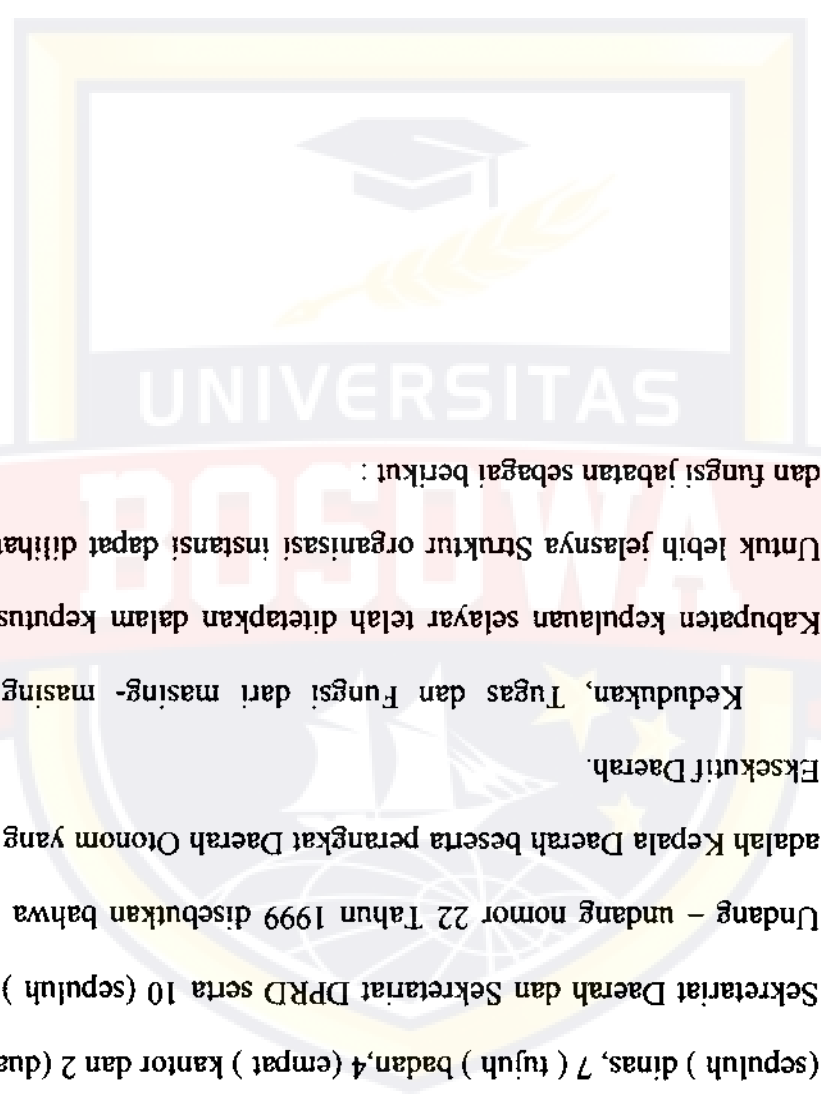 (sepuluh ) dinas, 7 ( tujuh ) badan,4 (empat ) kantor dan 2 (dua
Sekretariat Daerah dan Sekretariat DPRD serta 10 (sepuluh )
Undang – undang nomor 22 Tahun 1999 disebutkan bahwa
adalah Kepala Daerah beserta perangkat Daerah Otonom yang
Eksekutif Daerah.
Kedudukan, Tugas dan Fungsi dari masing- masing
Kabupaten kepulauan selayar telah ditetapkan dalam keputus
Untuk lebih jelasnya Struktur organisasi instansi dapat dilihat
dan fungsi jabatan sebagai berikut :
UNIVERSITAS
BOSOWA